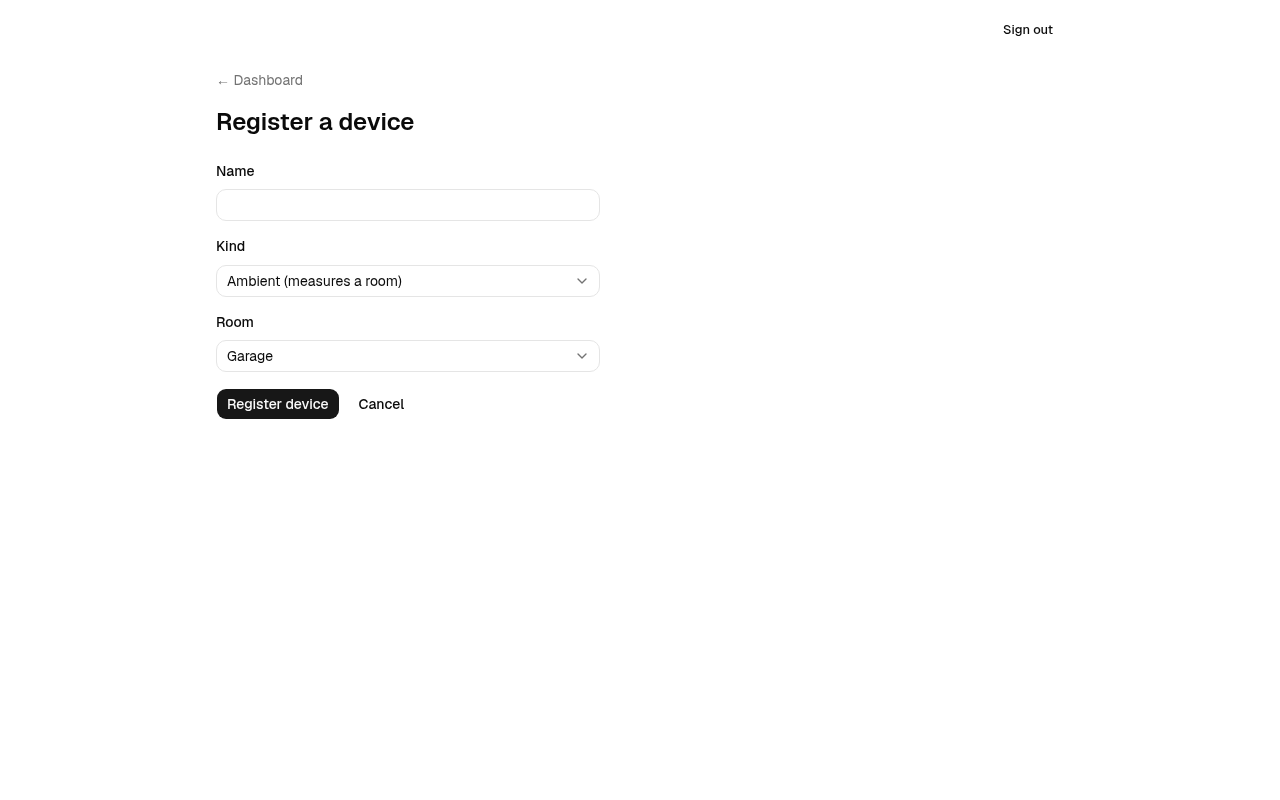 Sign out
← Dashboard
Register a device
Name
Kind
Ambient (measures a room)
Room
Garage
Register device
Cancel